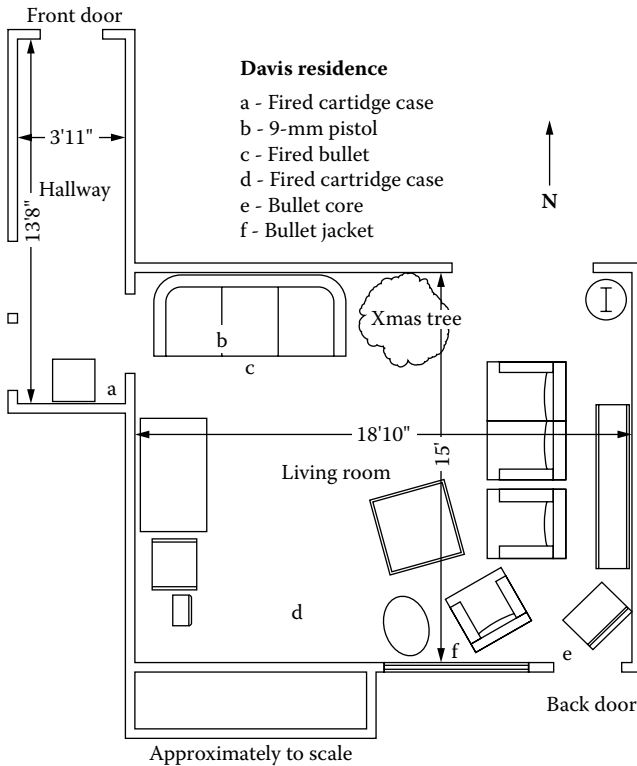 Front door
Davis residence
a - Fired cartidge case
b - 9-mm pistol
c - Fired bullet
d - Fired cartridge case
e - Bullet core
f - Bullet jacket
N
3'11"
Hallway
13'8"
Xmas tree
b
c
a
18'10"
15'
Living room
d
f
e
Back door
Approximately to scale